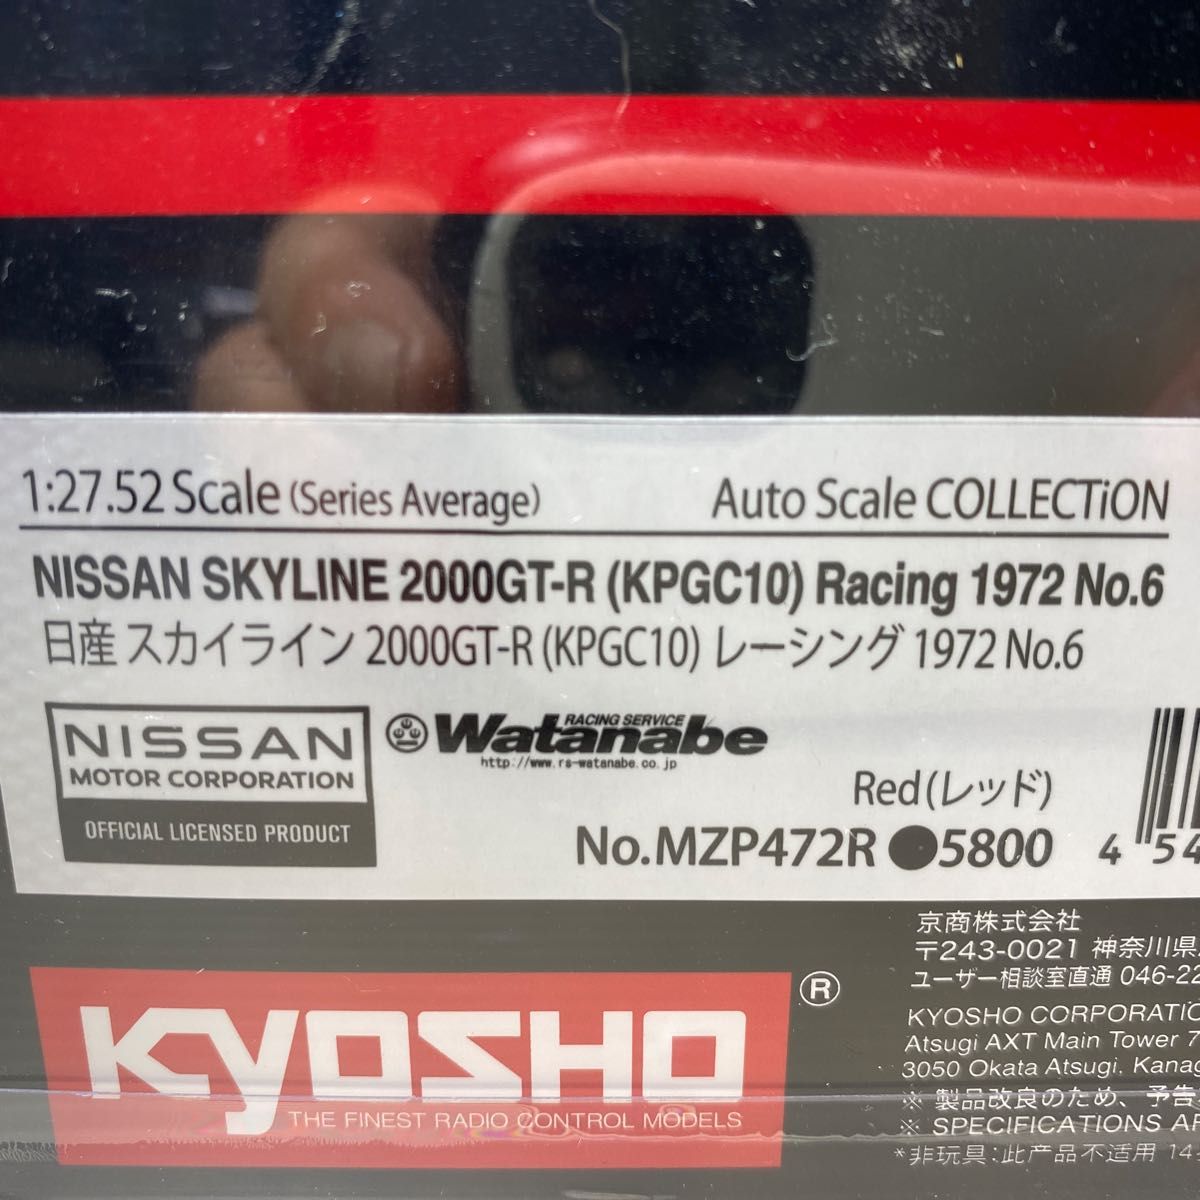 1:27.52 Scale (Series Average) Auto Scale COLLECTiON
NISSAN SKYLINE 2000GT-R (KPGC10) Racing 1972 No.6
日産 スカイライン 2000GT-R (KPGC10) レーシング 1972 No.6
NISSAN
MOTOR CORPORATION
OFFICIAL LICENSED PRODUCT
RACING SERVICE
Watanabe
http://www.rs-watanabe.co.jp
Red(レッド)
No.MZP472R ●5800
4 54
京商株式会社
〒243-0021 神奈川県
ユーザー相談室直通 046-22
KYOSHO CORPORATIO
Atsugi AXT Main Tower 7
3050 Okata Atsugi. Kanag
※ 製品改良のため、予告
※ SPECIFICATIONS AR
*非玩具:此产品不适用 14
KYOSHO ®
THE FINEST RADIO CONTROL MODELS